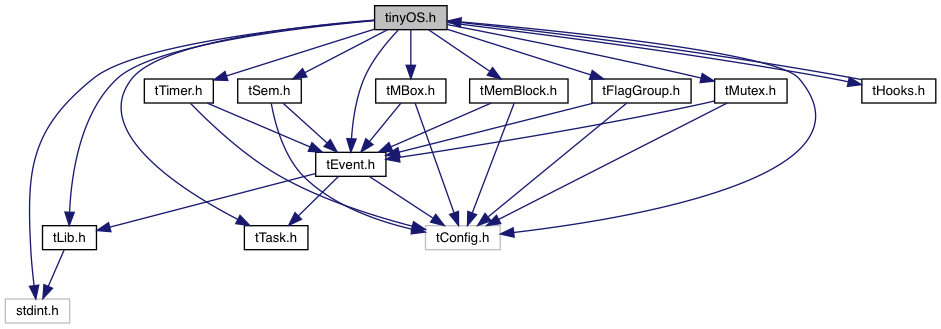 tinyOS.h
tTimer.h
tSem.h
tMBox.h
tMemBlock.h
tFlagGroup.h
tMutex.h
tHooks.h
tEvent.h
tLib.h
tTask.h
tConfig.h
stdint.h